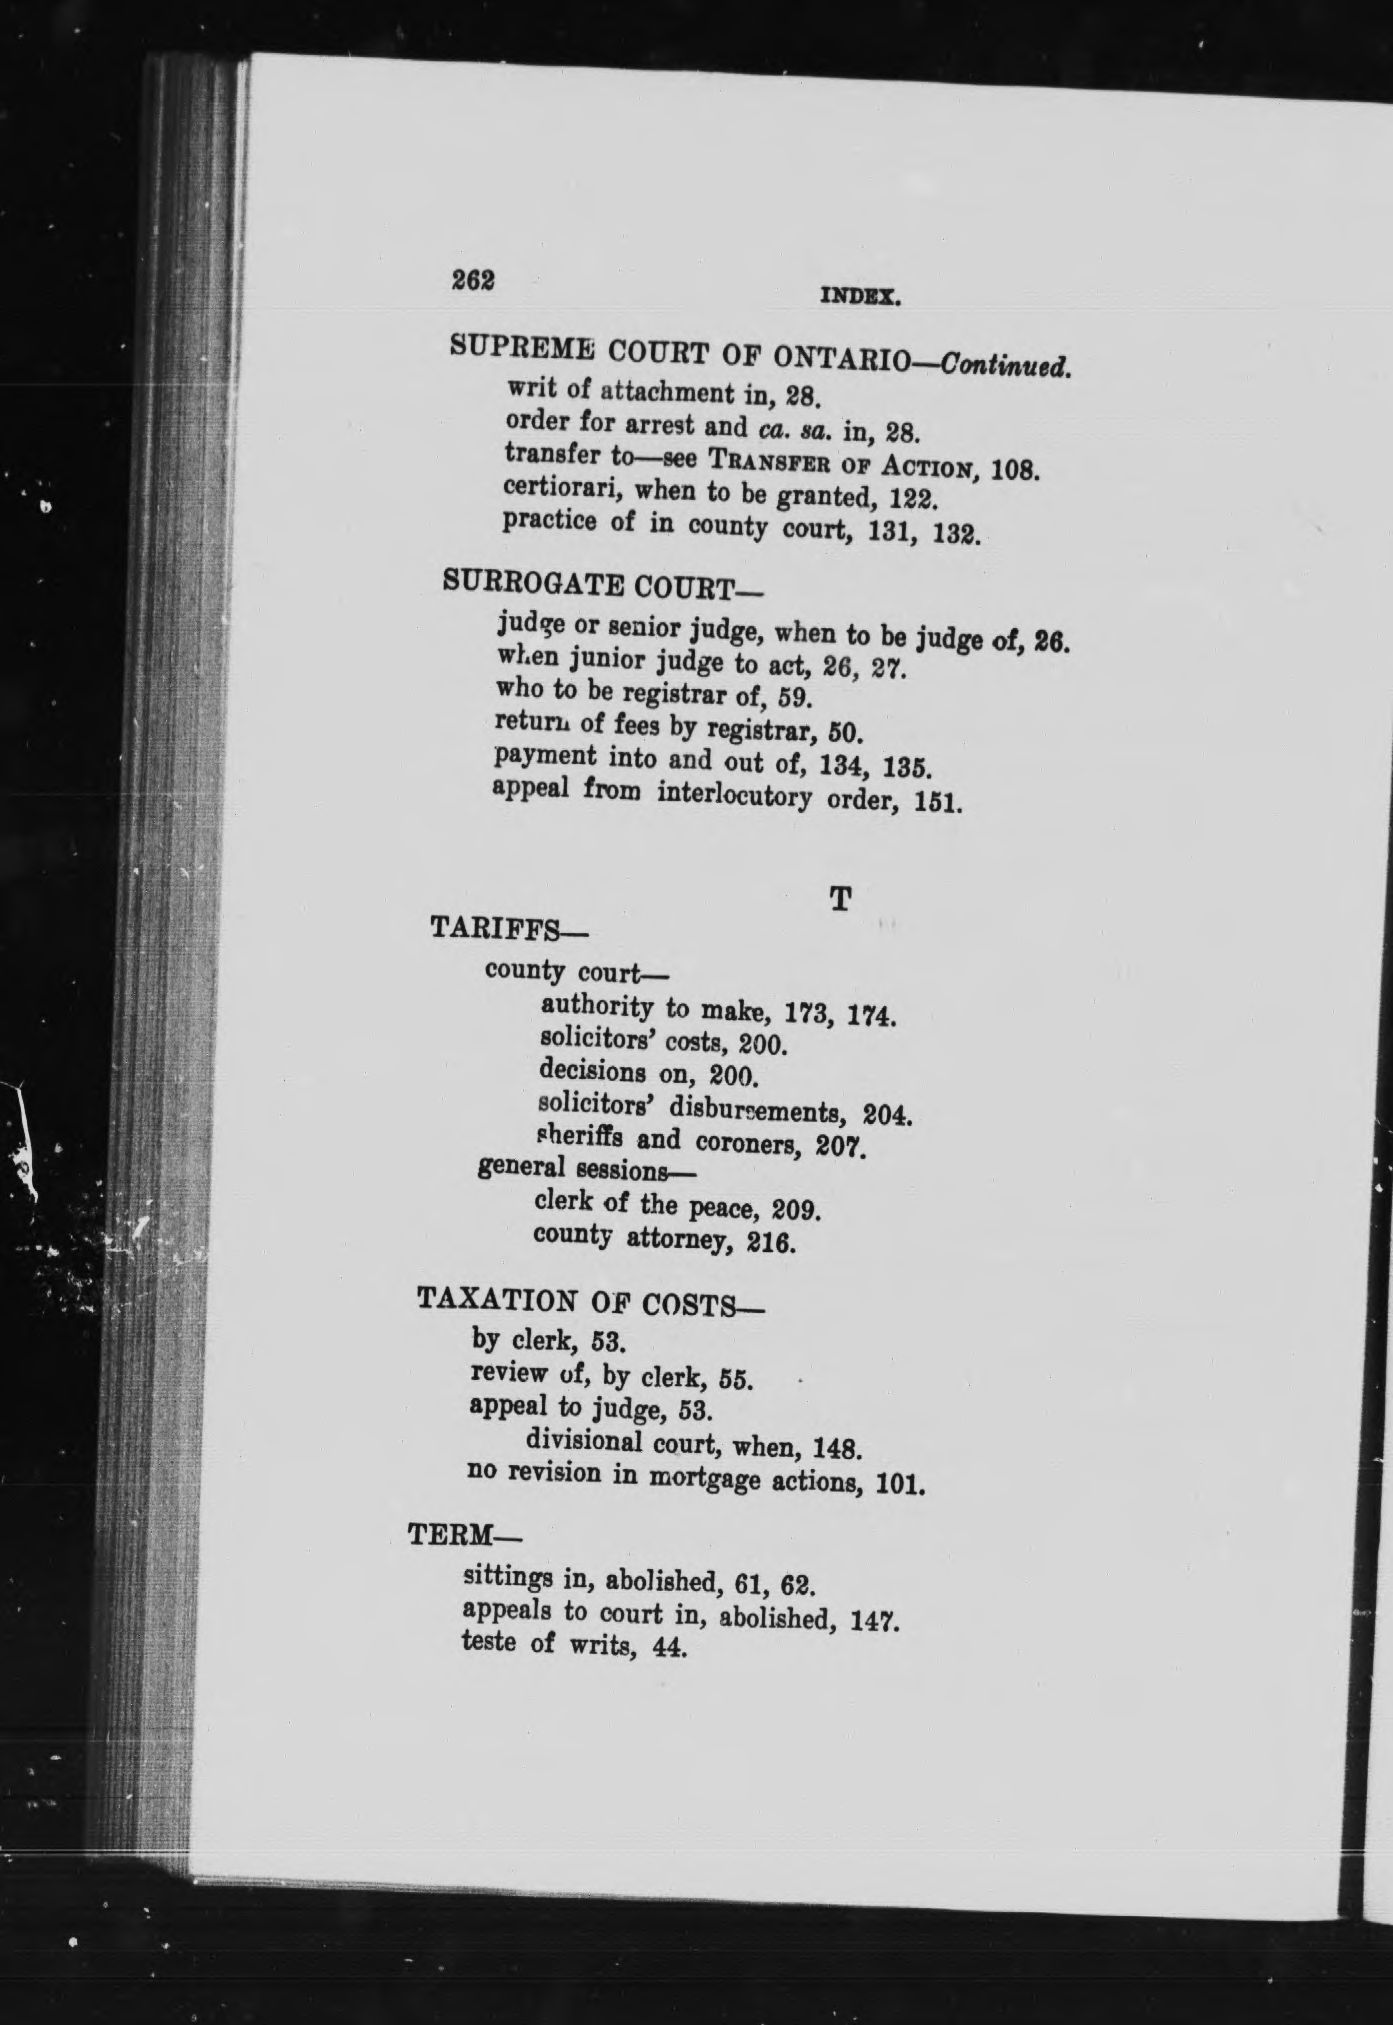 262
INDEX.
SUPREME COURT OF ONTARIO—Continued.
writ of attachment in, 28.
order for arrest and ca. sa. in, 28.
transfer to—see TRANSFER OF ACTION, 108.
certiorari, when to be granted, 122.
practice of in county court, 131, 132.
SURROGATE COURT—
judge or senior judge, when to be judge of, 26.
when junior judge to act, 26, 27.
who to be registrar of, 59.
return of fees by registrar, 50.
payment into and out of, 134, 135.
appeal from interlocutory order, 151.
T
TARIFFS—
county court—
authority to make, 173, 174.
solicitors' costs, 200.
decisions on, 200.
solicitors' disbursements, 204.
sheriffs and coroners, 207.
general sessions—
clerk of the peace, 209.
county attorney, 216.
TAXATION OF COSTS—
by clerk, 53.
review of, by clerk, 55.
appeal to judge, 53.
divisional court, when, 148.
no revision in mortgage actions, 101.
TERM—
sittings in, abolished, 61, 62.
appeals to court in, abolished, 147.
teste of writs, 44.